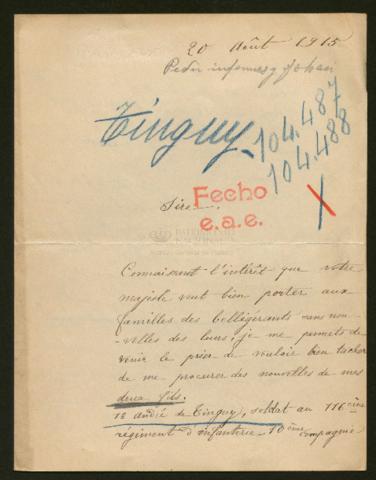 20 Août 1915
Tinguy
104.487
104.488
Sire
Fecho
e.a.e.
Connaissant l'intérêt que votre
majesté veut bien porter aux
familles des belligérants sans nou-
velles des leurs, je me permets de
venir le prier de vouloir bien tacher
de me procurer des nouvelles de mes
deux fils.
1º André de Tinguy, soldat au 116ème
régiment d'infanterie 10ème compagnie